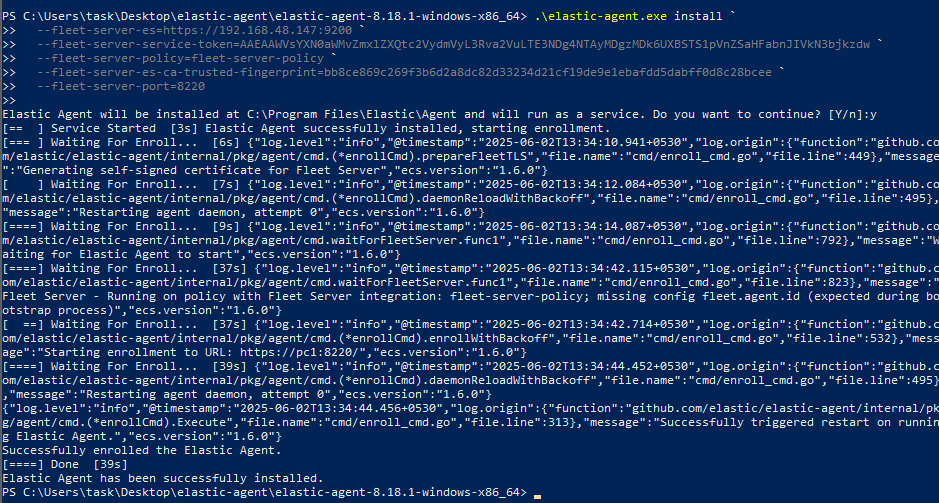 PS C:\Users\task\Desktop\elastic-agent\elastic-agent-8.18.1-windows-x86_64> .\elastic-agent.exe install `
>>   --fleet-server-es=https://192.168.48.147:9200 `
>>   --fleet-server-service-token=AAEAAWVsYXN0aWMvZmxlZXQtc2VydmVyL3Rva2VuLTE3NDg4NTAyMDgzMDk6UXBSTS1pVnZSaHFabnJIVkN3bjkzdw `
>>   --fleet-server-policy=fleet-server-policy `
>>   --fleet-server-es-ca-trusted-fingerprint=bb8ce869c269f3b6d2a8dc82d33234d21cf19de9e1ebafdd5dabff0d8c28bcee `
>>   --fleet-server-port=8220
>>
Elastic Agent will be installed at C:\Program Files\Elastic\Agent and will run as a service. Do you want to continue? [Y/n]:y
[==  ] Service Started  [3s] Elastic Agent successfully installed, starting enrollment.
[=== ] Waiting For Enroll...  [6s] {"log.level":"info","@timestamp":"2025-06-02T13:34:10.941+0530","log.origin":{"function":"github.co
m/elastic/elastic-agent/internal/pkg/agent/cmd.(*enrollCmd).prepareFleetTLS","file.name":"cmd/enroll_cmd.go","file.line":449},"message
":"Generating self-signed certificate for Fleet Server","ecs.version":"1.6.0"}
[    ] Waiting For Enroll...  [7s] {"log.level":"info","@timestamp":"2025-06-02T13:34:12.084+0530","log.origin":{"function":"github.co
m/elastic/elastic-agent/internal/pkg/agent/cmd.(*enrollCmd).daemonReloadWithBackoff","file.name":"cmd/enroll_cmd.go","file.line":495},
"message":"Restarting agent daemon, attempt 0","ecs.version":"1.6.0"}
[====] Waiting For Enroll...  [9s] {"log.level":"info","@timestamp":"2025-06-02T13:34:14.087+0530","log.origin":{"function":"github.co
m/elastic/elastic-agent/internal/pkg/agent/cmd.waitForFleetServer.func1","file.name":"cmd/enroll_cmd.go","file.line":792},"message":"W
aiting for Elastic Agent to start","ecs.version":"1.6.0"}
[====] Waiting For Enroll...  [37s] {"log.level":"info","@timestamp":"2025-06-02T13:34:42.115+0530","log.origin":{"function":"github.c
om/elastic/elastic-agent/internal/pkg/agent/cmd.waitForFleetServer.func1","file.name":"cmd/enroll_cmd.go","file.line":823},"message":"
Fleet Server - Running on policy with Fleet Server integration: fleet-server-policy; missing config fleet.agent.id (expected during bo
otstrap process)","ecs.version":"1.6.0"}
[  ==] Waiting For Enroll...  [37s] {"log.level":"info","@timestamp":"2025-06-02T13:34:42.714+0530","log.origin":{"function":"github.c
om/elastic/elastic-agent/internal/pkg/agent/cmd.(*enrollCmd).enrollWithBackoff","file.name":"cmd/enroll_cmd.go","file.line":532},"mess
age":"Starting enrollment to URL: https://pc1:8220/","ecs.version":"1.6.0"}
[====] Waiting For Enroll...  [39s] {"log.level":"info","@timestamp":"2025-06-02T13:34:44.452+0530","log.origin":{"function":"github.c
om/elastic/elastic-agent/internal/pkg/agent/cmd.(*enrollCmd).daemonReloadWithBackoff","file.name":"cmd/enroll_cmd.go","file.line":495}
,"message":"Restarting agent daemon, attempt 0","ecs.version":"1.6.0"}
{"log.level":"info","@timestamp":"2025-06-02T13:34:44.456+0530","log.origin":{"function":"github.com/elastic/elastic-agent/internal/pk
g/agent/cmd.(*enrollCmd).Execute","file.name":"cmd/enroll_cmd.go","file.line":313},"message":"Successfully triggered restart on runnin
g Elastic Agent.","ecs.version":"1.6.0"}
Successfully enrolled the Elastic Agent.
[====] Done  [39s]
Elastic Agent has been successfully installed.
PS C:\Users\task\Desktop\elastic-agent\elastic-agent-8.18.1-windows-x86_64>